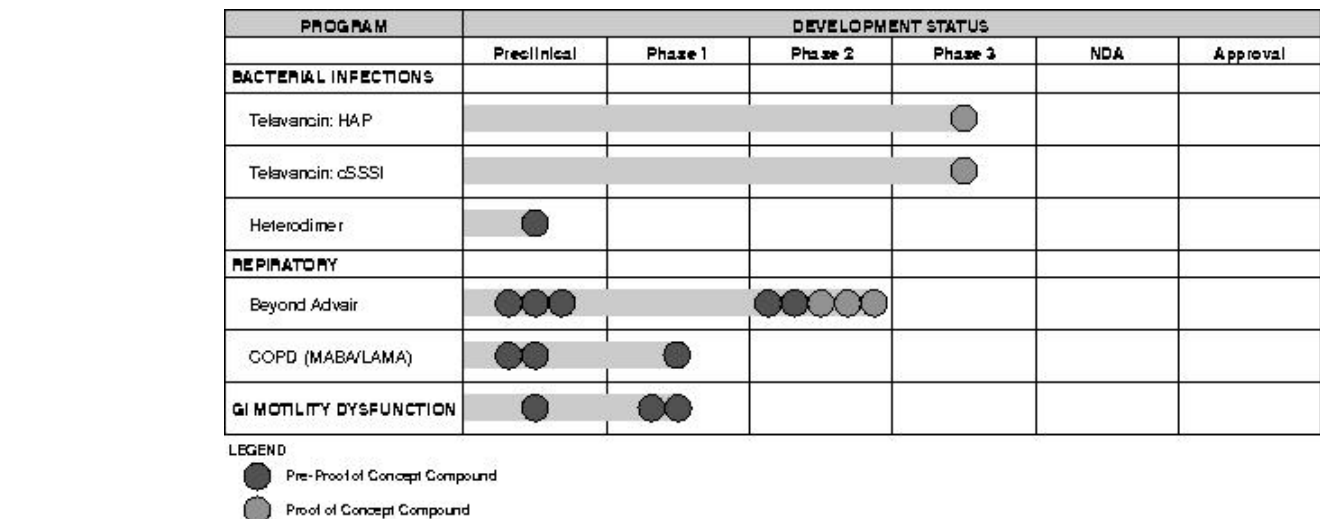 PROGRAM DEVELOPMENT STATUS
Preclinical Phase 1 Phase 2 Phase 3 NDA Approval
BACTERIAL INFECTIONS
Telavancin: HAP
Telavancin: cSSSI
Heterodimer
REPIRATORY
Beyond Advair
COPD (MABA/LAMA)
GI MOTILITY DYSFUNCTION
LEGEND
Pre-Proof of Concept Compound
Proof of Concept Compound